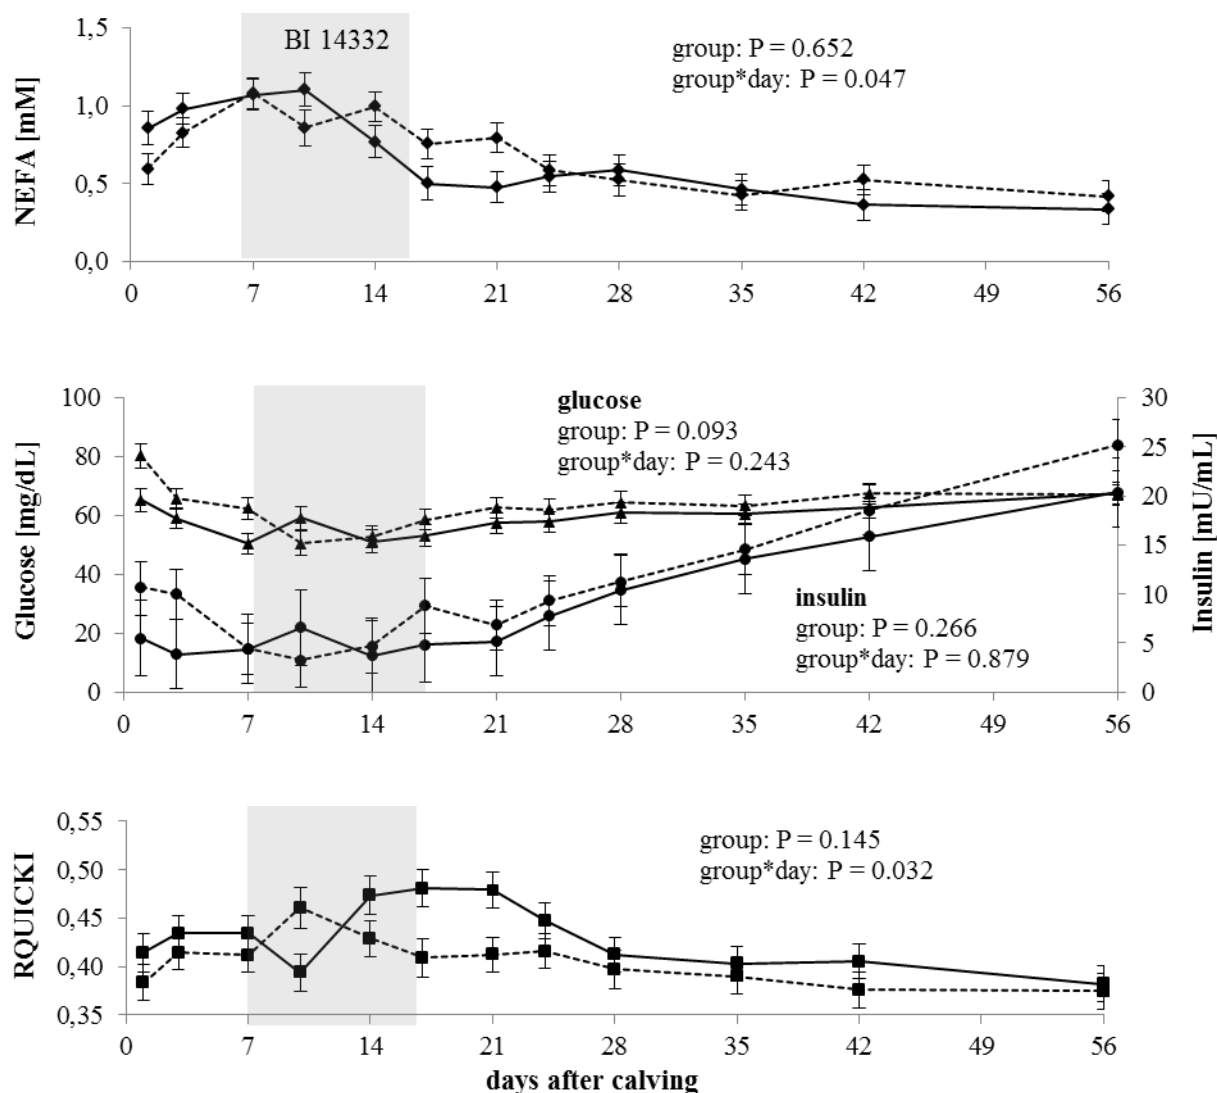 BI 14332
group: P = 0.652
group*day: P = 0.047
NEFA [mM]
1,5
1,0
0,5
0,0
0 7 14 21 28 35 42 49 56
glucose
group: P = 0.093
group*day: P = 0.243
insulin
group: P = 0.266
group*day: P = 0.879
Glucose [mg/dL]
100
80
60
40
20
0
Insulin [mU/mL]
30
25
20
15
10
5
0
0 7 14 21 28 35 42 49 56
group: P = 0.145
group*day: P = 0.032
RQUICKI
0,55
0,50
0,45
0,40
0,35
0 7 14 21 28 35 42 49 56
days after calving